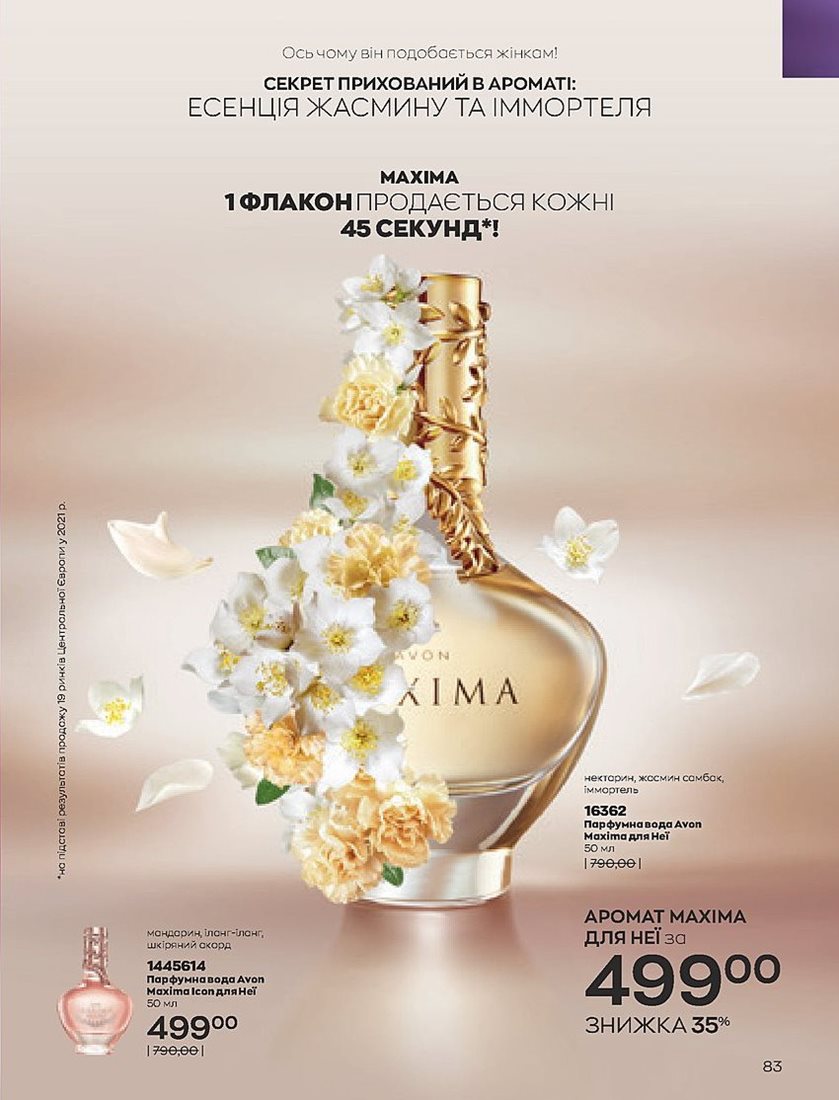 Ось чому він подобається жінкам!
СЕКРЕТ ПРИХОВАНИЙ В АРОМАТІ:
ЕСЕНЦІЯ ЖАСМИНУ ТА ІММОРТЕЛЯ
MAXIMA
1 ФЛАКОН ПРОДАЄТЬСЯ КОЖНІ
45 СЕКУНД*!
*на підставі результатів продажу 19 ринків Центральної Європи у 2021 р.
AVON
XIMA
нектарин, жасмин самбак,
іммортель
16362
Парфумна вода Avon
Maxima для Неї
50 мл
| 790,00 |
АРОМАТ MAXIMA
ДЛЯ НЕЇ за
499⁰⁰
ЗНИЖКА 35%
мандарин, іланг-іланг,
шкіряний акорд
1445614
Парфумна вода Avon
Maxima Icon для Неї
50 мл
499⁰⁰
| 790,00 |
83